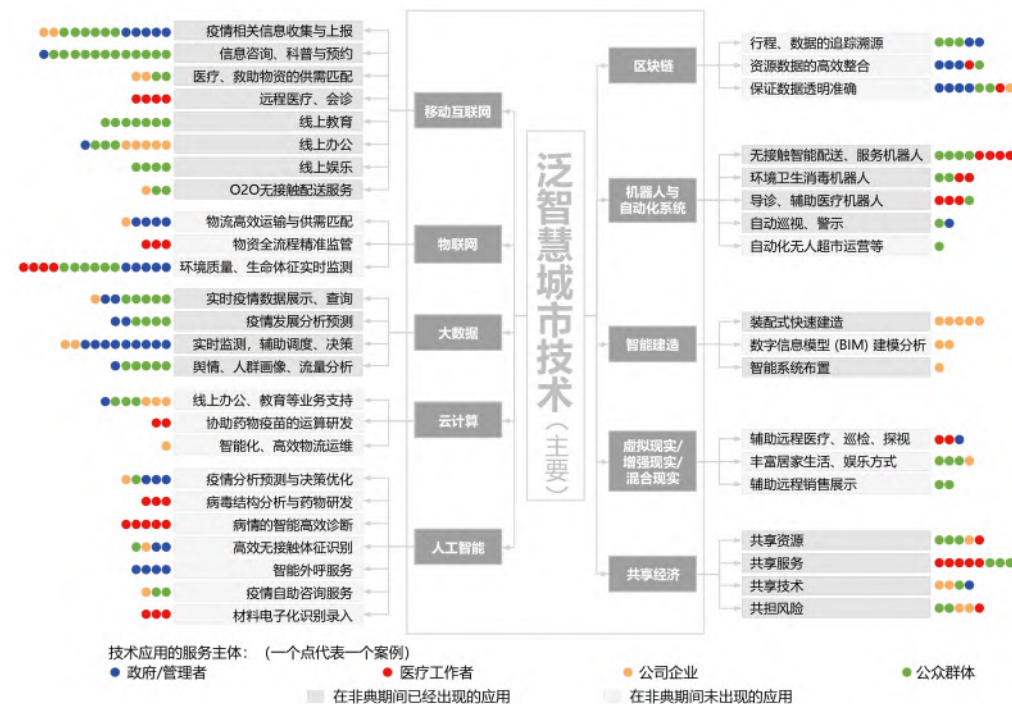 疫情相关信息收集与上报
信息咨询、科普与预约
医疗、救助物资的供需匹配
远程医疗、会诊
线上教育
线上办公
线上娱乐
O2O无接触配送服务
移动互联网
物流高效运输与供需匹配
物资全流程精准监管
环境质量、生命体征实时监测
物联网
实时疫情数据展示、查询
疫情发展分析预测
实时监测，辅助调度、决策
舆情、人群画像、流量分析
大数据
线上办公、教育等业务支持
协助药物疫苗的运算研发
智能化、高效物流运维
云计算
疫情分析预测与决策优化
病毒结构分析与药物研发
病情的智能高效诊断
高效无接触体征识别
智能外呼服务
疫情自助咨询服务
材料电子化识别录入
人工智能
泛智慧城市技术（主要）
区块链
行程、数据的追踪溯源
资源数据的高效整合
保证数据透明准确
机器人与
自动化系统
无接触智能配送、服务机器人
环境卫生消毒机器人
导诊、辅助医疗机器人
自动巡视、警示
自动化无人超市运营等
智能建造
装配式快速建造
数字信息模型 (BIM) 建模分析
智能系统布置
虚拟现实/
增强现实/
混合现实
辅助远程医疗、巡检、探视
丰富居家生活、娱乐方式
辅助远程销售展示
共享经济
共享资源
共享服务
共享技术
共担风险
技术应用的服务主体：（一个点代表一个案例）
政府/管理者
医疗工作者
公司企业
公众群体
在非典期间已经出现的应用
在非典期间未出现的应用